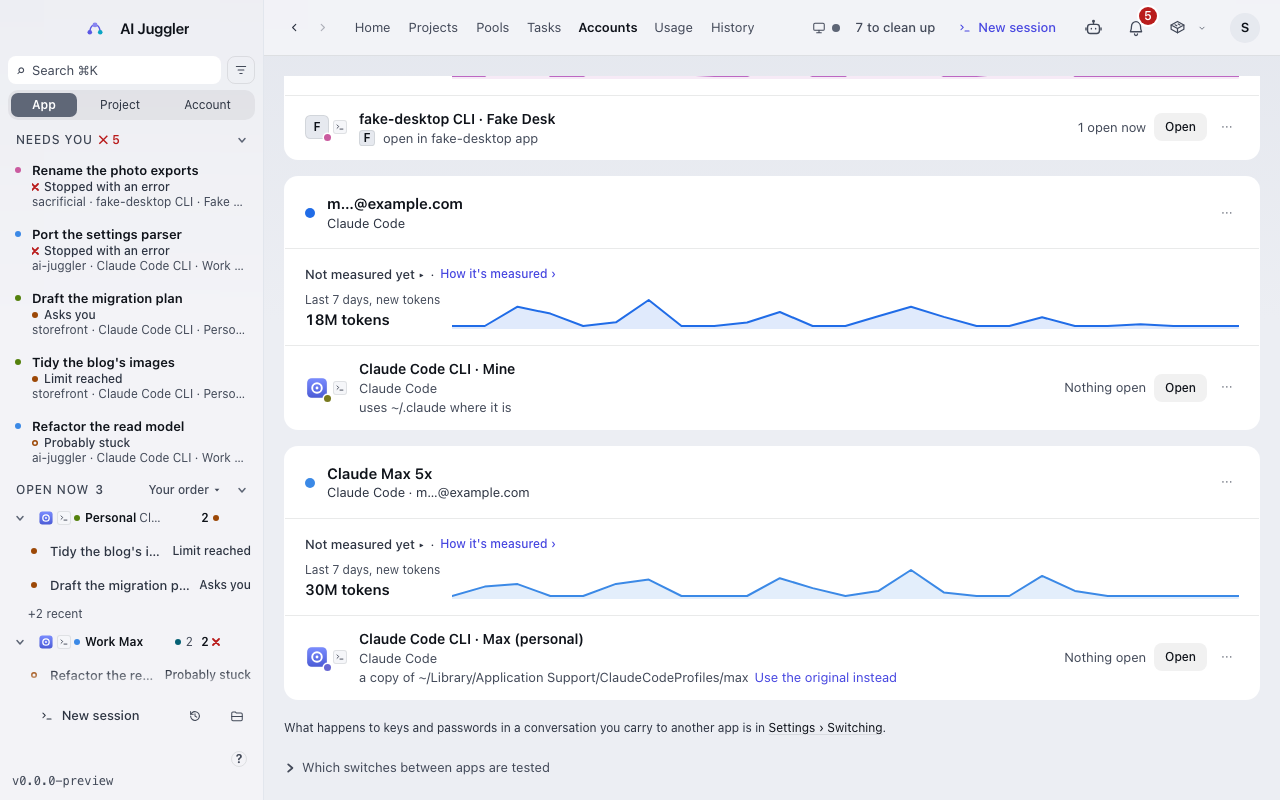 AI Juggler
Search ⌘K
App Project Account
NEEDS YOU 5
Rename the photo exports
Stopped with an error
sacrificial · fake-desktop CLI · Fake ...
Port the settings parser
Stopped with an error
ai-juggler · Claude Code CLI · Work ...
Draft the migration plan
Asks you
storefront · Claude Code CLI · Perso...
Tidy the blog's images
Limit reached
storefront · Claude Code CLI · Perso...
Refactor the read model
Probably stuck
ai-juggler · Claude Code CLI · Work ...
OPEN NOW 3 Your order
Personal Cl... 2
Tidy the blog's i... Limit reached
Draft the migration p... Asks you
+2 recent
Work Max 2 2
Refactor the re... Probably stuck
New session
?
v0.0.0-preview
Home Projects Pools Tasks Accounts Usage History 7 to clean up New session 5 S
F fake-desktop CLI · Fake Desk
F open in fake-desktop app
1 open now Open ...
m...@example.com
Claude Code
...
Not measured yet · How it's measured ›
Last 7 days, new tokens
18M tokens
Claude Code CLI · Mine
Claude Code
uses ~/.claude where it is
Nothing open Open ...
Claude Max 5x
Claude Code · m...@example.com
...
Not measured yet · How it's measured ›
Last 7 days, new tokens
30M tokens
Claude Code CLI · Max (personal)
Claude Code
a copy of ~/Library/Application Support/ClaudeCodeProfiles/max Use the original instead
Nothing open Open ...
What happens to keys and passwords in a conversation you carry to another app is in Settings › Switching.
Which switches between apps are tested